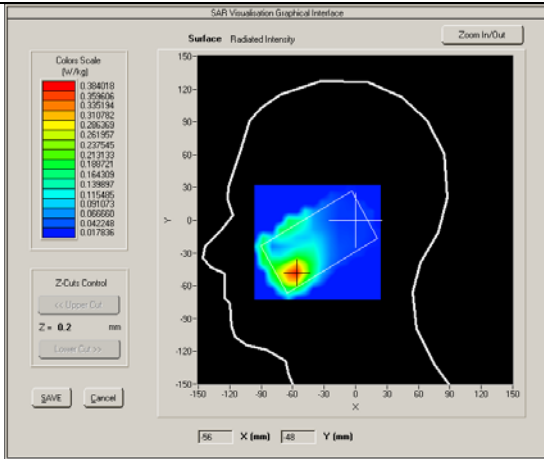 SAR Visualisation Graphical Interface
Surface Radiated Intensity
Zoom In/Out
Colors Scale
(W/kg)
0.384018
0.359606
0.335194
0.310782
0.286369
0.261957
0.237545
0.213133
0.188721
0.164309
0.139897
0.115485
0.091073
0.066660
0.042248
0.017836
Z-Cuts Control
<< Upper Cut
Z = 0.2 mm
Lower Cut >>
SAVE Cancel
150
120
90
60
30
0
-30
-60
-90
-120
-150
Y
-150 -120 -90 -60 -30 0 30 60 90 120 150
X
-56 X (mm) -48 Y (mm)